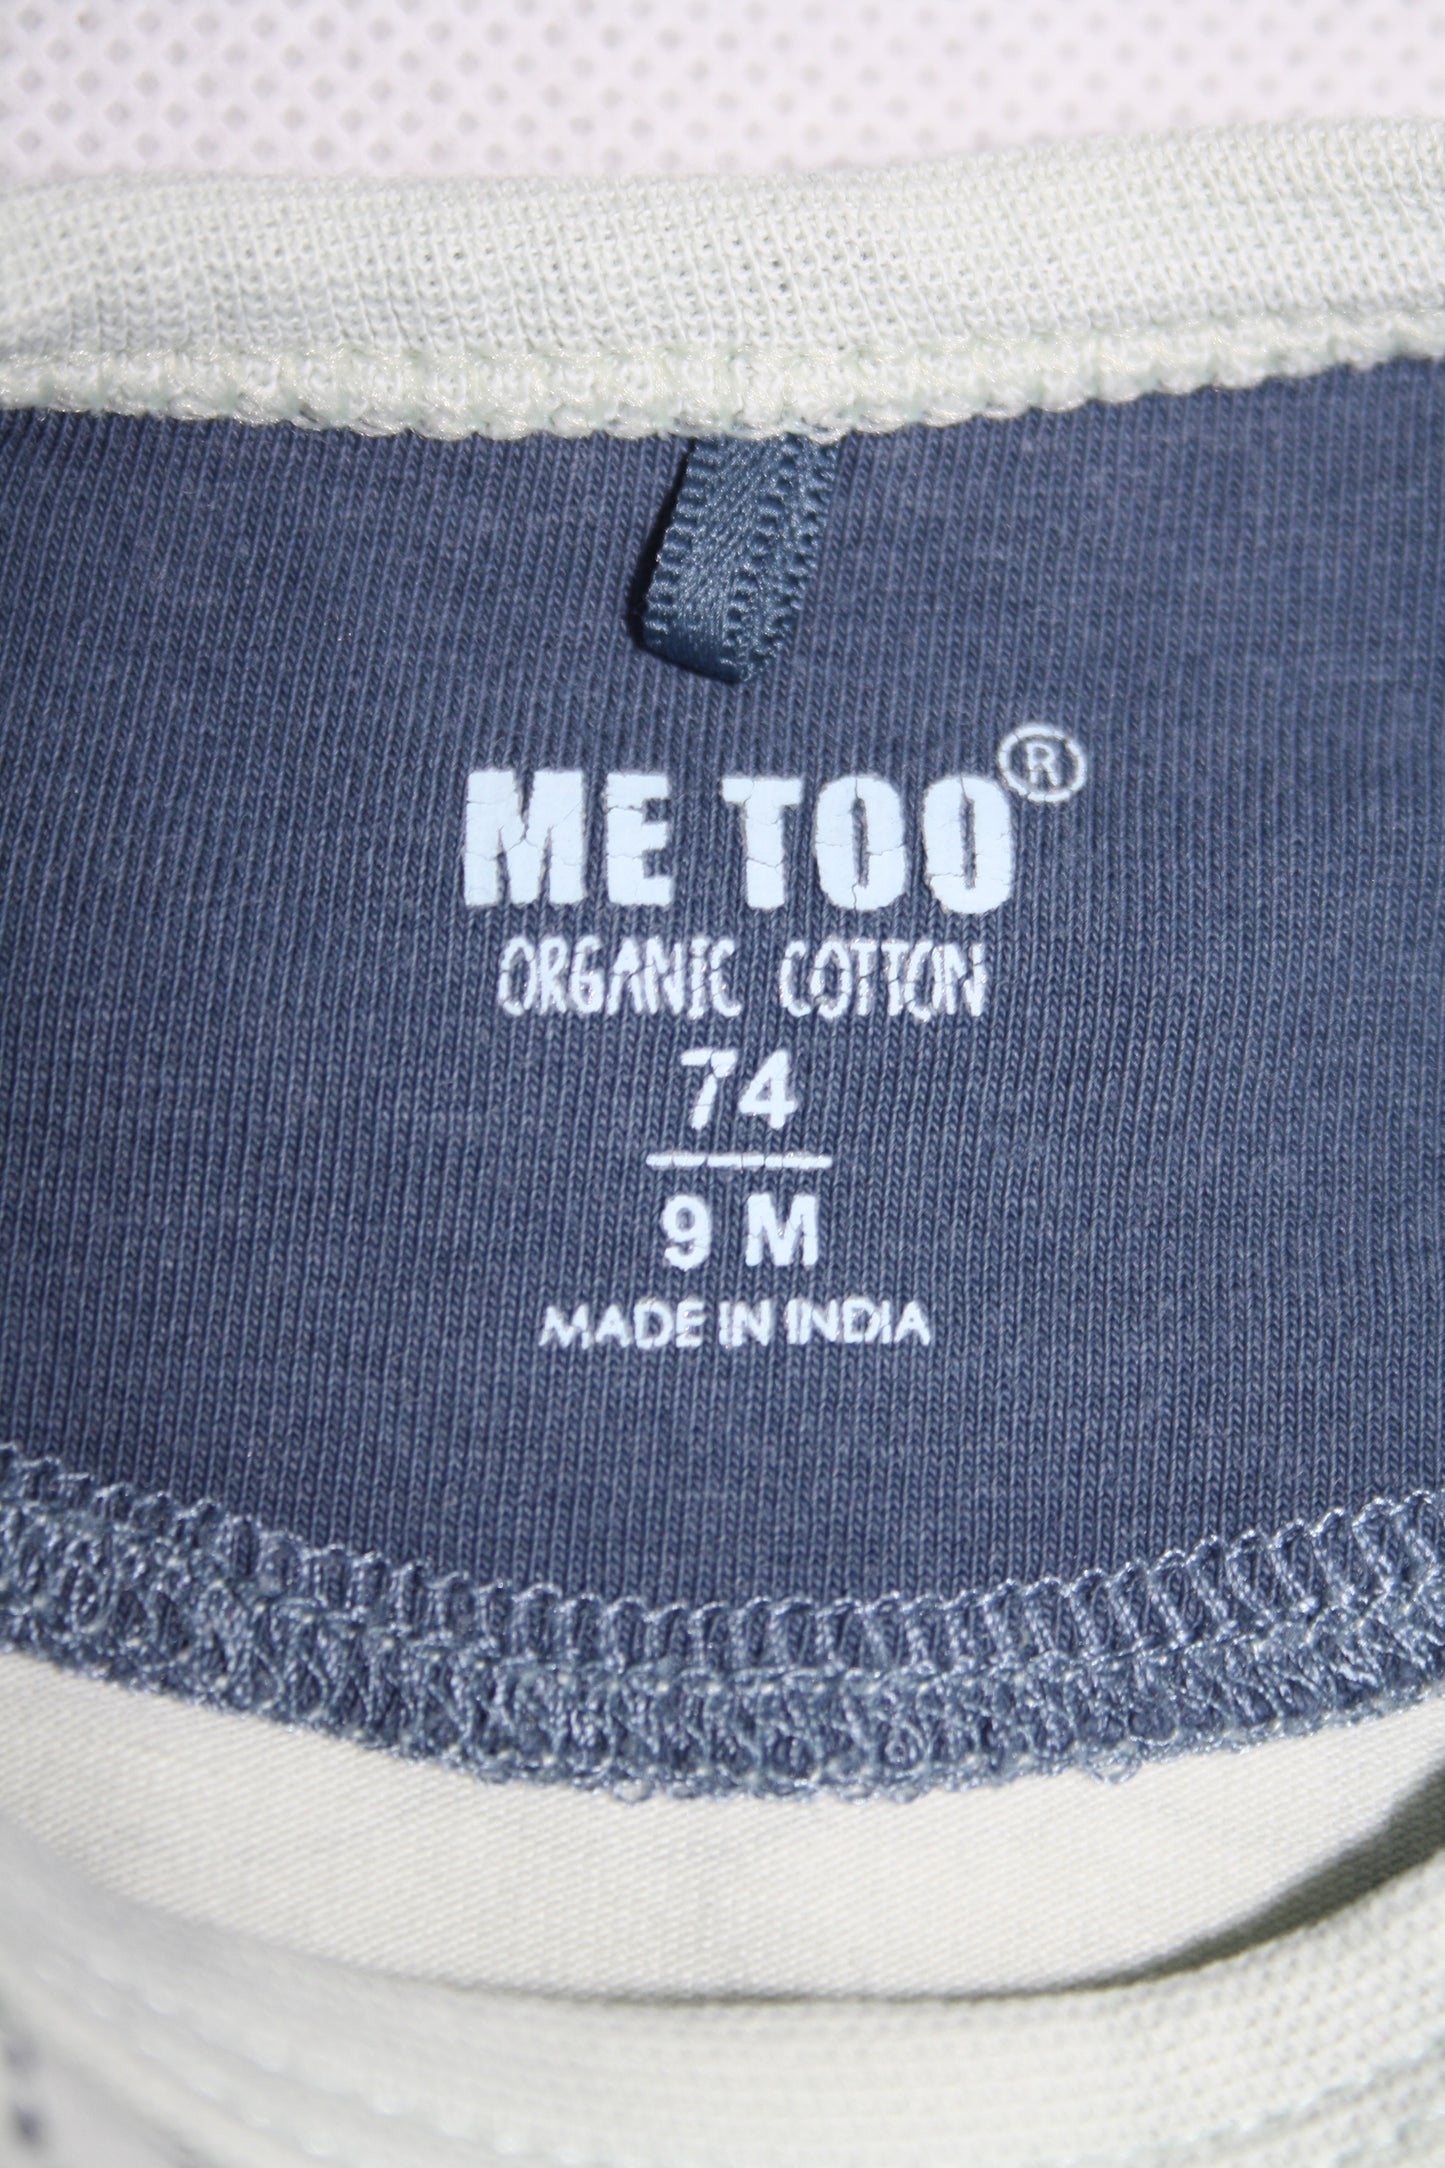 ME TOO®
ORGANIC COTTON
74
9 M
MADE IN INDIA